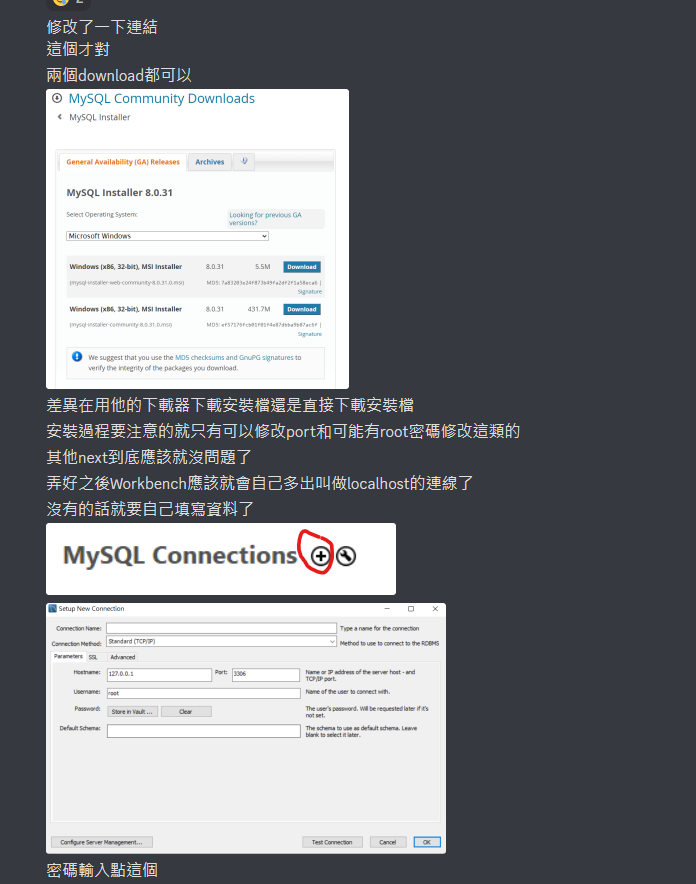 2
修改了一下連結
這個才對
兩個download都可以
MySQL Community Downloads
MySQL Installer
General Availability (GA) Releases
Archives
MySQL Installer 8.0.31
Select Operating System:
Looking for previous GA
versions?
Microsoft Windows
Windows (x86, 32-bit), MSI Installer 8.0.31 5.5M Download
(mysql-installer-web-community-8.0.31.0.msi) MD5: | Signature
Windows (x86, 32-bit), MSI Installer 8.0.31 431.7M Download
(mysql-installer-community-8.0.31.0.msi) MD5: | Signature
We suggest that you use the MD5 checksums and GnuPG signatures to
verify the integrity of the packages you download.
差異在用他的下載器下載安裝檔還是直接下載安裝檔
安裝過程要注意的就只有可以修改port和可能有root密碼修改這類的
其他next到底應該就沒問題了
弄好之後Workbench應該就會自己多出叫做localhost的連線了
沒有的話就要自己填寫資料了
MySQL Connections
Setup New Connection
Connection Name: Type a name for the connection
Connection Method: Standard (TCP/IP) Method to use to connect to the RDBMS
Parameters SSL Advanced
Hostname: 127.0.0.1 Port: 3306 Name or IP address of the server host - and
TCP/IP port.
Username: root Name of the user to connect with.
Password: Store in Vault ... Clear The user's password. Will be requested later if it's
not set.
Default Schema: The schema to use as default schema. Leave
blank to select it later.
Configure Server Management... Test Connection Cancel OK
密碼輸入點這個